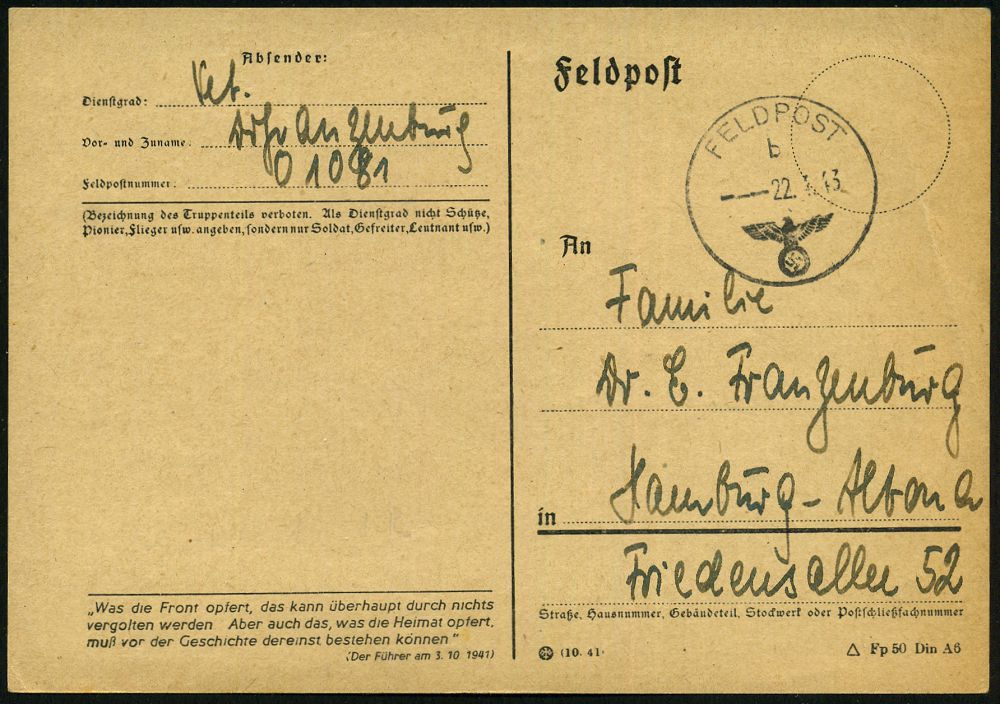 Absender:
Dienstgrad: Vet.
Vor- und Zuname: Dr Franzenburg
Feldpostnummer: 01081
(Bezeichnung des Truppenteils verboten. Als Dienstgrad nicht Schütze,
Pionier, Flieger usw. angeben, sondern nur Soldat, Gefreiter, Leutnant usw.)
„Was die Front opfert, das kann überhaupt durch nichts
vergolten werden Aber auch das, was die Heimat opfert,
muß vor der Geschichte dereinst bestehen können“
(Der Führer am 3. 10 1941)
Feldpost
FELDPOST
b
22. 43
An
Familie
Dr. E. Franzenburg
in Hamburg - Altona
Friedensallee 52
Straße, Hausnummer, Gebäudeteil, Stockwert oder Postschließfachnummer
(10. 41)
Fp 50 Din A6